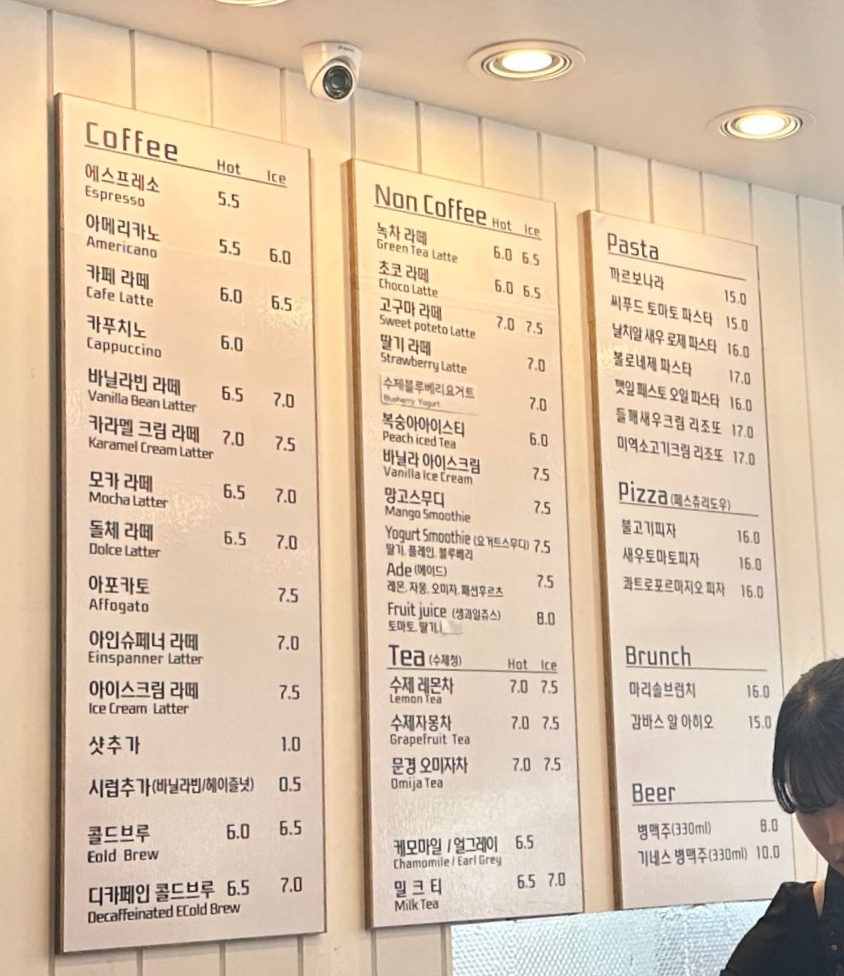 Coffee Hot Ice
에스프레소 5.5
Espresso
아메리카노 5.5 6.0
Americano
카페 라떼 6.0 6.5
Cafe Latte
카푸치노 6.0
Cappuccino
바닐라빈 라떼 6.5 7.0
Vanilla Bean Latter
카라멜 크림 라떼 7.0 7.5
Karamel Cream Latter
모카 라떼 6.5 7.0
Mocha Latter
돌체 라떼 6.5 7.0
Dolce Latter
아포카토 7.5
Affogato
아인슈페너 라떼 7.0
Einspanner Latter
아이스크림 라떼 7.5
Ice Cream Latter
샷추가 1.0
시럽추가(바닐라빈/헤이즐넛) 0.5
콜드브루 6.0 6.5
Eold Brew
디카페인 콜드브루 6.5 7.0
Decaffeinated ECold Brew
Non Coffee Hot Ice
녹차 라떼 6.0 6.5
Green Tea Latte
초코 라떼 6.0 6.5
Choco Latte
고구마 라떼 7.0 7.5
Sweet poteto Latte
딸기 라떼 7.0
Strawberry Latte
수제블루베리요거트 7.0
Blueberry Yogurt
복숭아아이스티 6.0
Peach iced Tea
바닐라 아이스크림 7.5
Vanilla Ice Cream
망고스무디 7.5
Mango Smoothie
Yogurt Smoothie (요거트스무디) 7.5
딸기, 플레인, 블루베리
Ade (에이드) 7.5
레몬, 자몽, 오미자, 패션후르츠
Fruit juice (생과일쥬스) 8.0
토마토, 딸기,
Tea (수제청) Hot Ice
수제 레몬차 7.0 7.5
Lemon Tea
수제자몽차 7.0 7.5
Grapefruit Tea
문경 오미자차 7.0 7.5
Omija Tea
케모마일 / 얼그레이 6.5
Chamomile / Earl Grey
밀크티 6.5 7.0
Milk Tea
Pasta
까르보나라 15.0
씨푸드 토마토 파스타 15.0
날치알 새우 로제 파스타 16.0
볼로네제 파스타 17.0
깻잎 페스토 오일 파스타 16.0
들깨새우크림 리조또 17.0
미역소고기크림 리조또 17.0
Pizza (페스츄리도우)
불고기피자 16.0
새우토마토피자 16.0
콰트로포르마지오 피자 16.0
Brunch
마리솔브런치 16.0
감바스 알 아히오 15.0
Beer
병맥주(330ml) 8.0
기네스 병맥주(330ml) 10.0